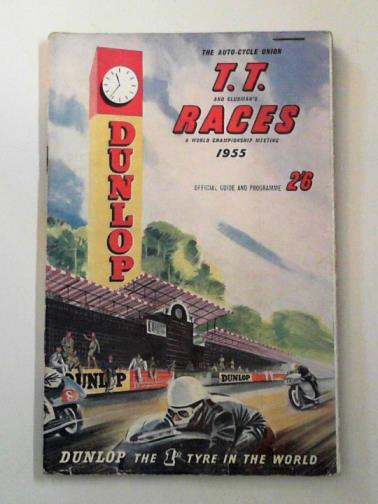 THE AUTO-CYCLE UNION
T.T.
AND CLUBMAN'S
RACES
A WORLD CHAMPIONSHIP MEETING
1955
OFFICIAL GUIDE AND PROGRAMME 2'6
DUNLOP
DUNLOP
DUNLOP
8
DUNLOP THE 1ST TYRE IN THE WORLD